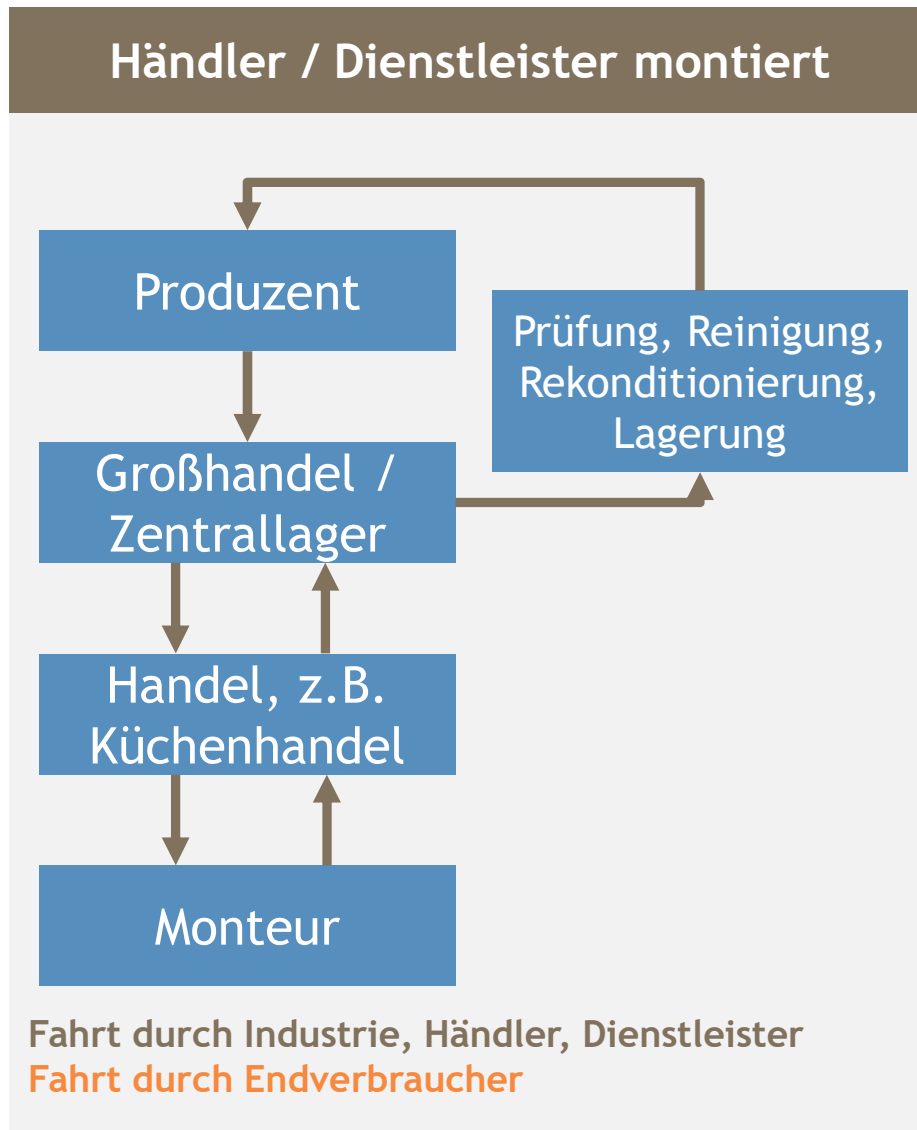 Händler / Dienstleister montiert
Produzent
Prüfung, Reinigung,
Rekonditionierung,
Lagerung
Großhandel /
Zentrallager
Handel, z.B.
Küchenhandel
Monteur
Fahrt durch Industrie, Händler, Dienstleister
Fahrt durch Endverbraucher